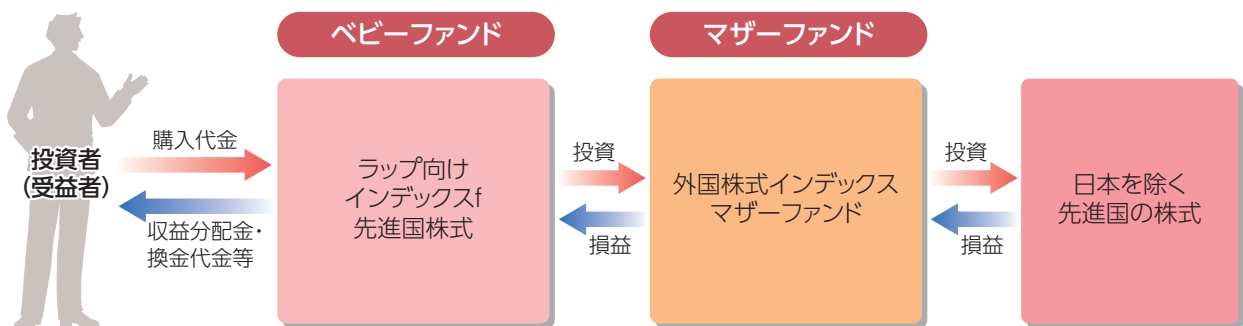 ベビーファンド
マザーファンド
投資者
(受益者)
購入代金
収益分配金・
換金代金等
ラップ向け
インデックスf
先進国株式
投資
損益
外国株式インデックス
マザーファンド
投資
損益
日本を除く
先進国の株式